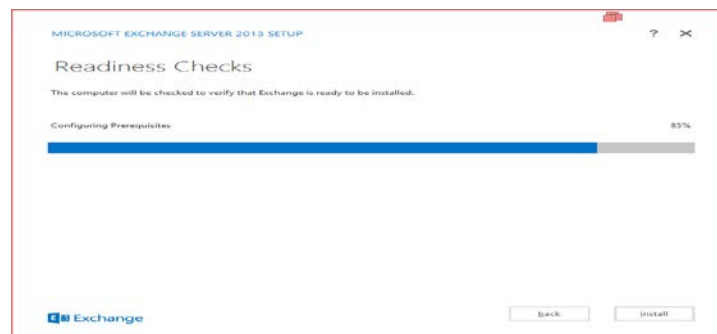 MICROSOFT EXCHANGE SERVER 2013 SETUP ? ✕
Readiness Checks
The computer will be checked to verify that Exchange is ready to be installed.
Configuring Prerequisites 85%
Exchange back install